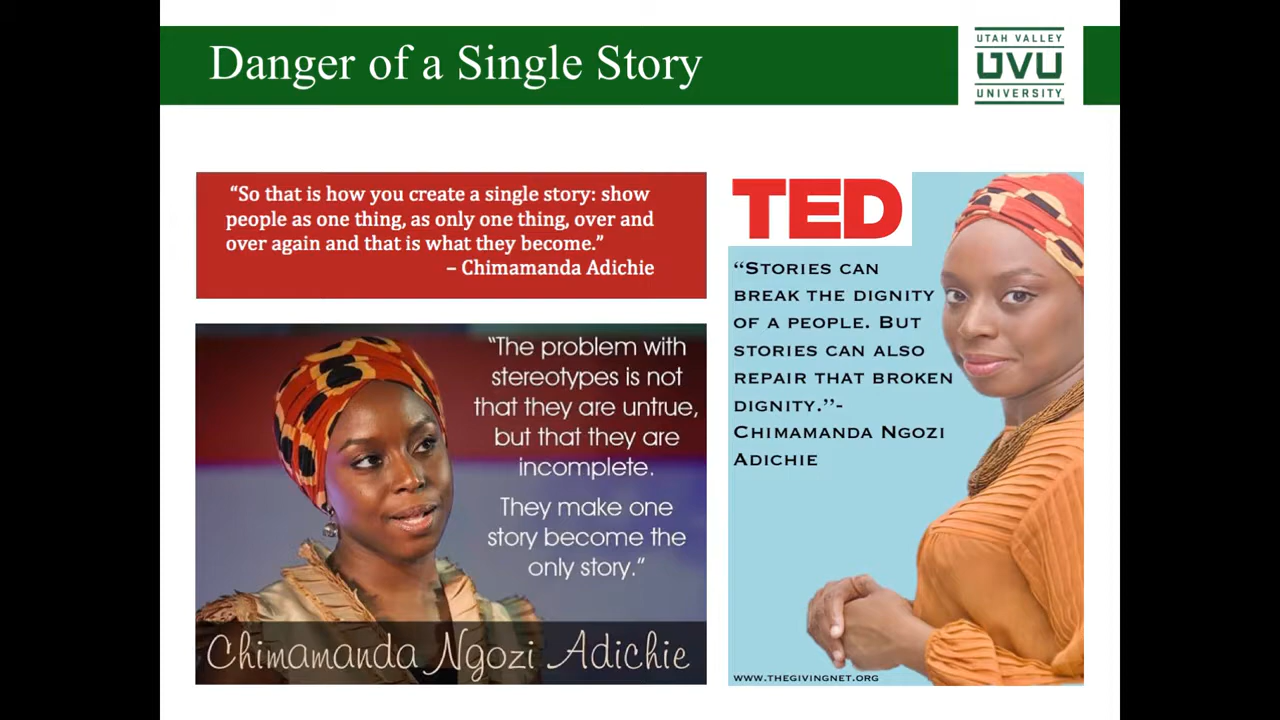 Danger of a Single Story
UTAH VALLEY
UVU
UNIVERSITY
“So that is how you create a single story: show
people as one thing, as only one thing, over and
over again and that is what they become.”
– Chimamanda Adichie
“The problem with
stereotypes is not
that they are untrue,
but that they are
incomplete.
They make one
story become the
only story.”
Chimamanda Ngozi Adichie
TED
“STORIES CAN
BREAK THE DIGNITY
OF A PEOPLE. BUT
STORIES CAN ALSO
REPAIR THAT BROKEN
DIGNITY.”-
CHIMAMANDA NGOZI
ADICHIE
WWW.THEGIVINGNET.ORG